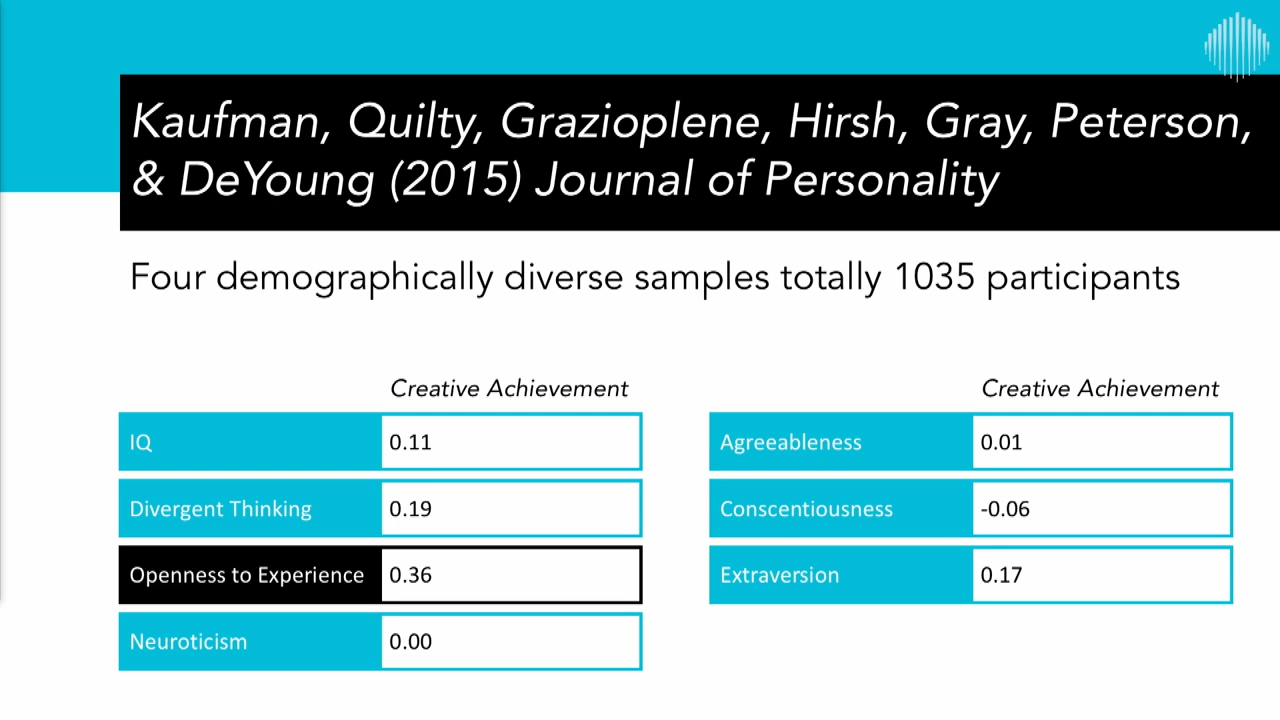 Kaufman, Quilty, Grazioplene, Hirsh, Gray, Peterson,
& DeYoung (2015) Journal of Personality
Four demographically diverse samples totally 1035 participants
Creative Achievement
IQ 0.11
Divergent Thinking 0.19
Openness to Experience 0.36
Neuroticism 0.00
Creative Achievement
Agreeableness 0.01
Conscentiousness -0.06
Extraversion 0.17